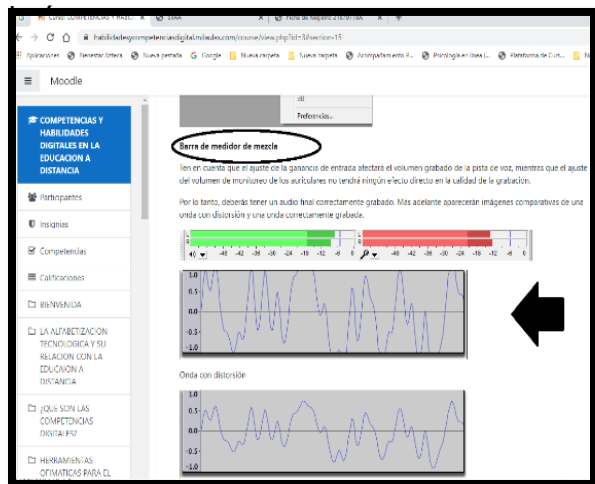 Curso: COMPETENCIAS Y HABIL
SENA
Ficha de Registro 21879118A
habilidadesycompetenciasdigital.milaulas.com/course/view.php?id=3#section-15
Aplicaciones
Bienestar
Nueva pestaña
Google
Nueva carpeta
Nueva carpeta
Acompañamiento P...
Psicología en línea (...
Plataforma de Curs...
Moodle
COMPETENCIAS Y
HABILIDADES
DIGITALES EN LA
EDUCACION A
DISTANCIA
Participantes
Insignias
Competencias
Calificaciones
BIENVENIDA
LA ALFABETIZACION
TECNOLOGICA Y SU
RELACION CON LA
EDUCAION A
DISTANCIA
¿QUE SON LAS
COMPETENCIAS
DIGITALES?
HERRAMIENTAS
OFIMATICAS PARA EL
Preferencias...
Barra de medidor de mezcla
Ten en cuenta que el ajuste de la ganancia de entrada afectará el volumen grabado de la pista de voz, mientras que el ajuste
del volumen de monitoreo de los auriculares no tendrá ningún efecto directo en la calidad de la grabación.
Por lo tanto, deberás tener un audio final correctamente grabado. Mas adelante aparecerán imágenes comparativas de una
onda con distorsión y una onda correctamente grabada.
L
R
-48 -42 -36 -30 -24 -18 -12 -6 0
-48 -42 -36 -30 -24 -18 -12 -6 0
1.0
0.5
0.0
-0.5
-1.0
Onda con distorsión
1.0
0.5
0.0
-0.5
-1.0